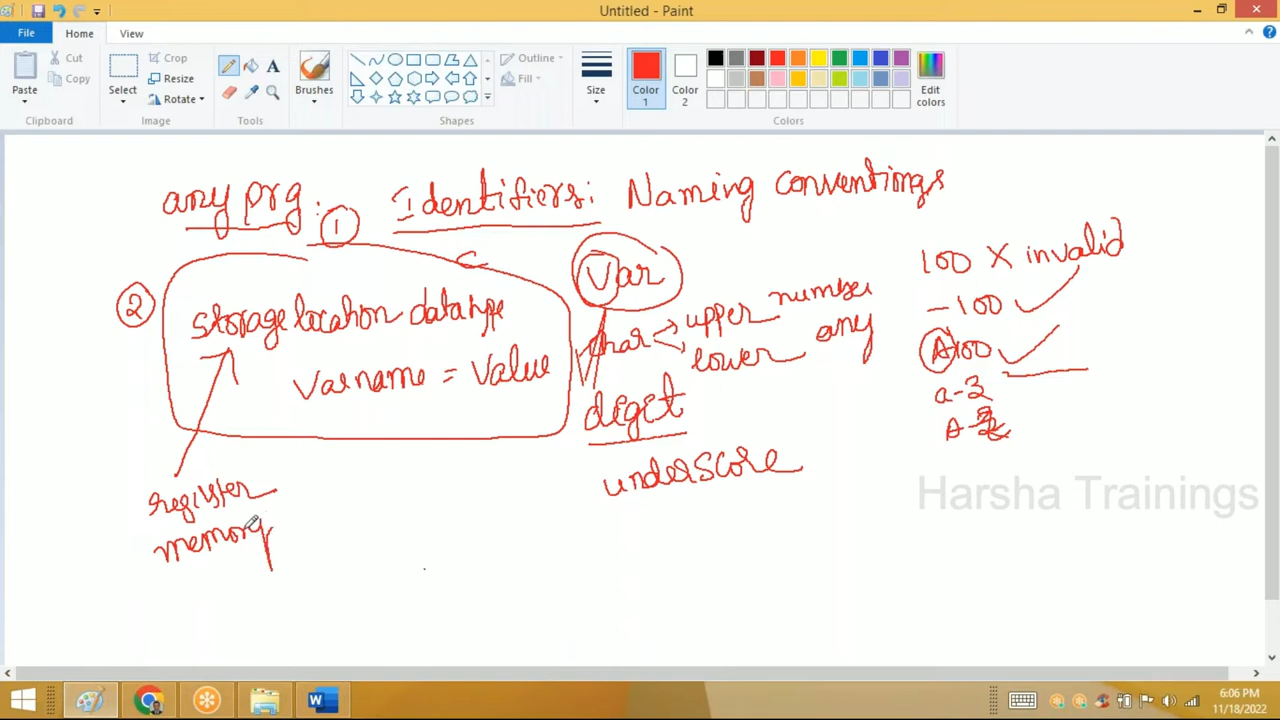 Untitled - Paint
File Home View
Paste
Cut
Copy
Clipboard
Select
Crop
Resize
Rotate
Image
A
Tools
Brushes
Outline
Fill
Shapes
Size
Color 1
Color 2
Edit colors
Colors
any prg : Identifiers: Naming conventings
1
2
storage location datatype
varname = value
register
memory
C
Var
char upper number
lower any
degit
underscore
100 X invalid
-100
A100
a-3
A-
Harsha Trainings
6:06 PM
11/18/2022